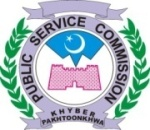 PUBLIC SERVICE COMMISSION
KHYBER
PAKHTOONKHWA